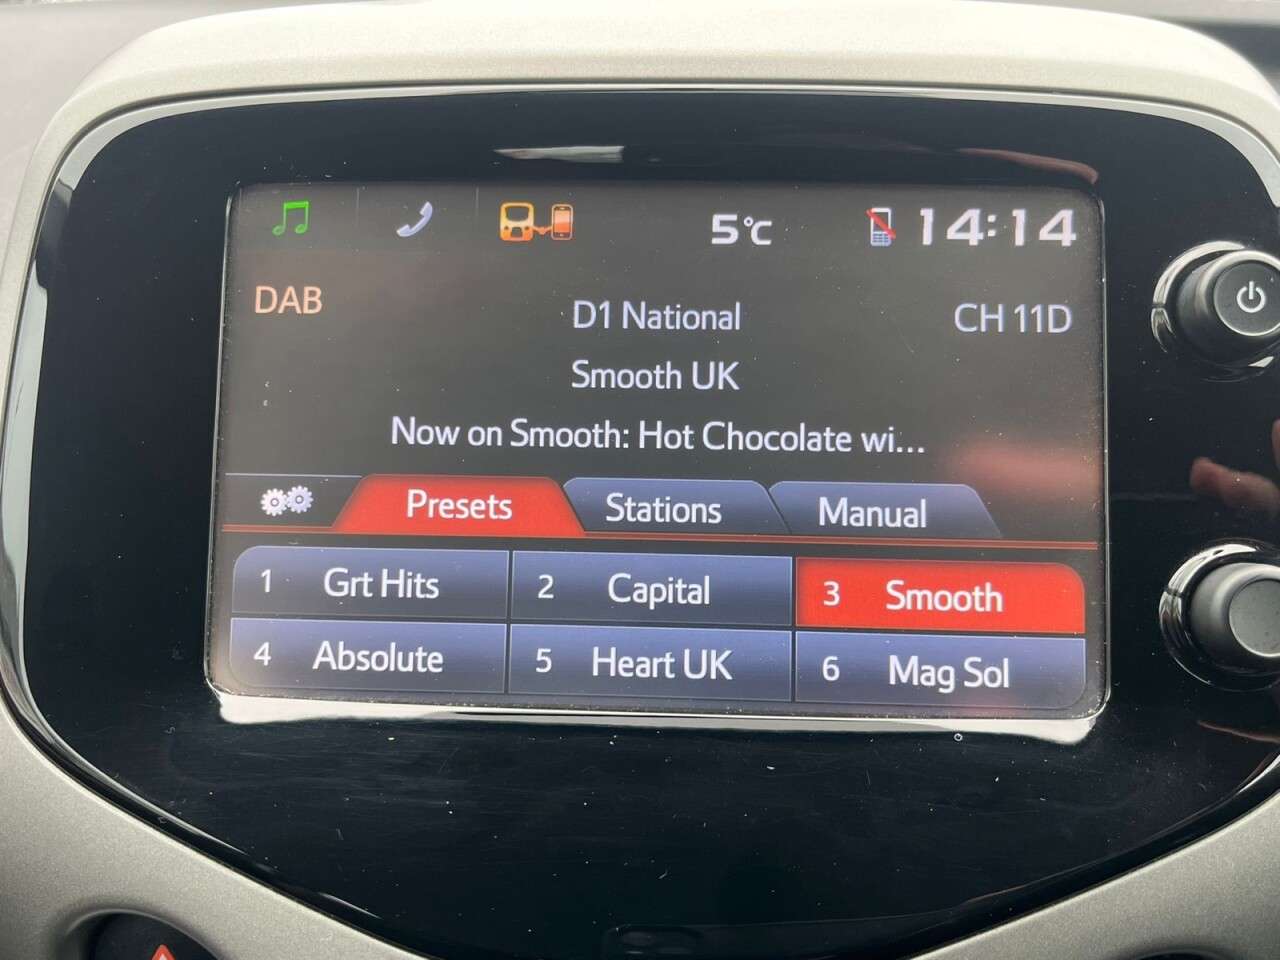 5°C 14:14
DAB D1 National CH 11D
Smooth UK
Now on Smooth: Hot Chocolate wi...
Presets Stations Manual
1 Grt Hits 2 Capital 3 Smooth
4 Absolute 5 Heart UK 6 Mag Sol